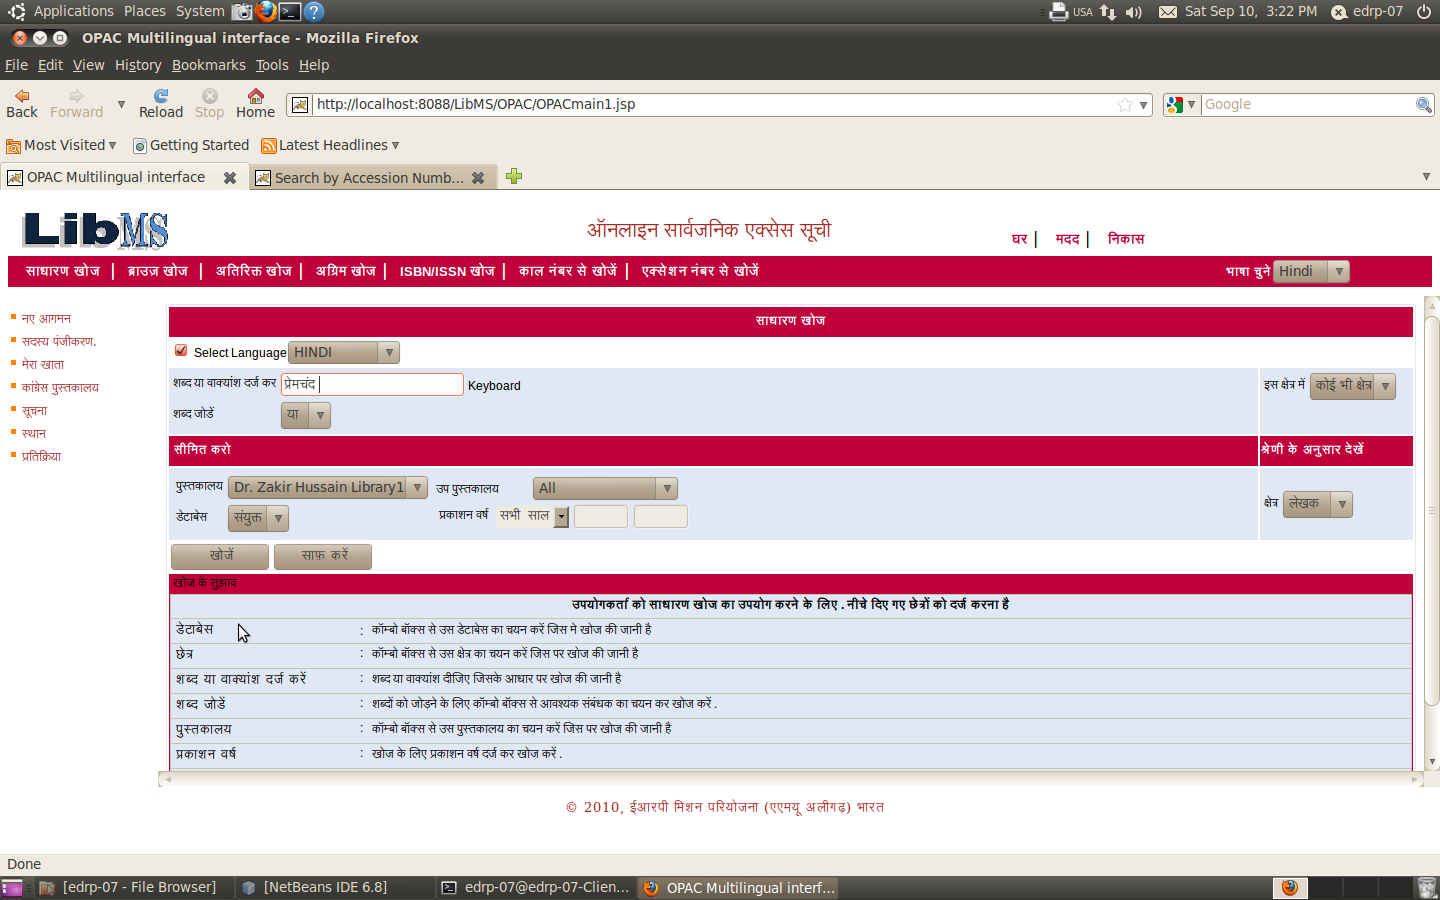 Applications Places System USA Sat Sep 10, 3:22 PM edrp-07
OPAC Multilingual interface - Mozilla Firefox
File Edit View History Bookmarks Tools Help
Back Forward Reload Stop Home http://localhost:8088/LibMS/OPAC/OPACmain1.jsp Google
Most Visited Getting Started Latest Headlines
OPAC Multilingual interface Search by Accession Numb...
LibMS ऑनलाइन सार्वजनिक एक्सेस सूची घर | मदद | निकास
साधारण खोज | ब्राउज़ खोज | अतिरिक्त खोज | अग्रिम खोज | ISBN/ISSN खोज | काल नंबर से खोजें | एक्सेशन नंबर से खोजें भाषा चुने Hindi
नए आगमन
सदस्य पंजीकरण.
मेरा खाता
कांग्रेस पुस्तकालय
सूचना
स्थान
प्रतिक्रिया
साधारण खोज
Select Language HINDI
शब्द या वाक्यांश दर्ज कर प्रेमचंद Keyboard इस क्षेत्र में कोई भी क्षेत्र
शब्द जोडें या
सीमित करो श्रेणी के अनुसार देखें
पुस्तकालय Dr. Zakir Hussain Library1 उप पुस्तकालय All
डेटाबेस संयुक्त प्रकाशन वर्ष सभी साल क्षेत्र लेखक
खोजें साफ़ करें
खोज के सुझाव
उपयोगकर्ता को साधारण खोज का उपयोग करने के लिए . नीचे दिए गए छेत्रों को दर्ज करना है
डेटाबेस : कॉम्बो बॉक्स से उस डेटाबेस का चयन करें जिस मे खोज की जानी है
छेत्र : कॉम्बो बॉक्स से उस क्षेत्र का चयन करें जिस पर खोज की जानी है
शब्द या वाक्यांश दर्ज करें : शब्द या वाक्यांश दीजिए जिसके आधार पर खोज की जानी है
शब्द जोडें : शब्दों को जोड़ने के लिए कॉम्बो बॉक्स से आवश्यक संबंधक का चयन कर खोज करें .
पुस्तकालय : कॉम्बो बॉक्स से उस पुस्तकालय का चयन करें जिस पर खोज की जानी है
प्रकाशन वर्ष : खोज के लिए प्रकाशन वर्ष दर्ज कर खोज करें .
© 2010, ईआरपी मिशन परियोजना (एएमयू अलीगढ़) भारत
Done
[edrp-07 - File Browser] [NetBeans IDE 6.8] edrp-07@edrp-07-Clien... OPAC Multilingual interf...